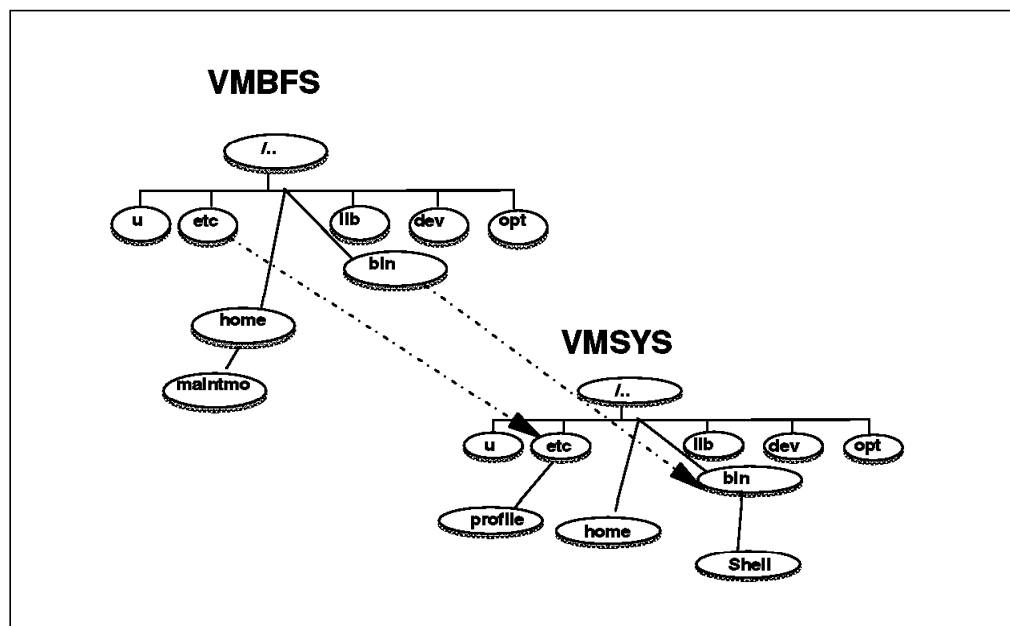 VMBFS
/..
u etc lib dev opt
bin
home
maintmo
VMSYS
/..
u etc lib dev opt
bin
profile home
Shell